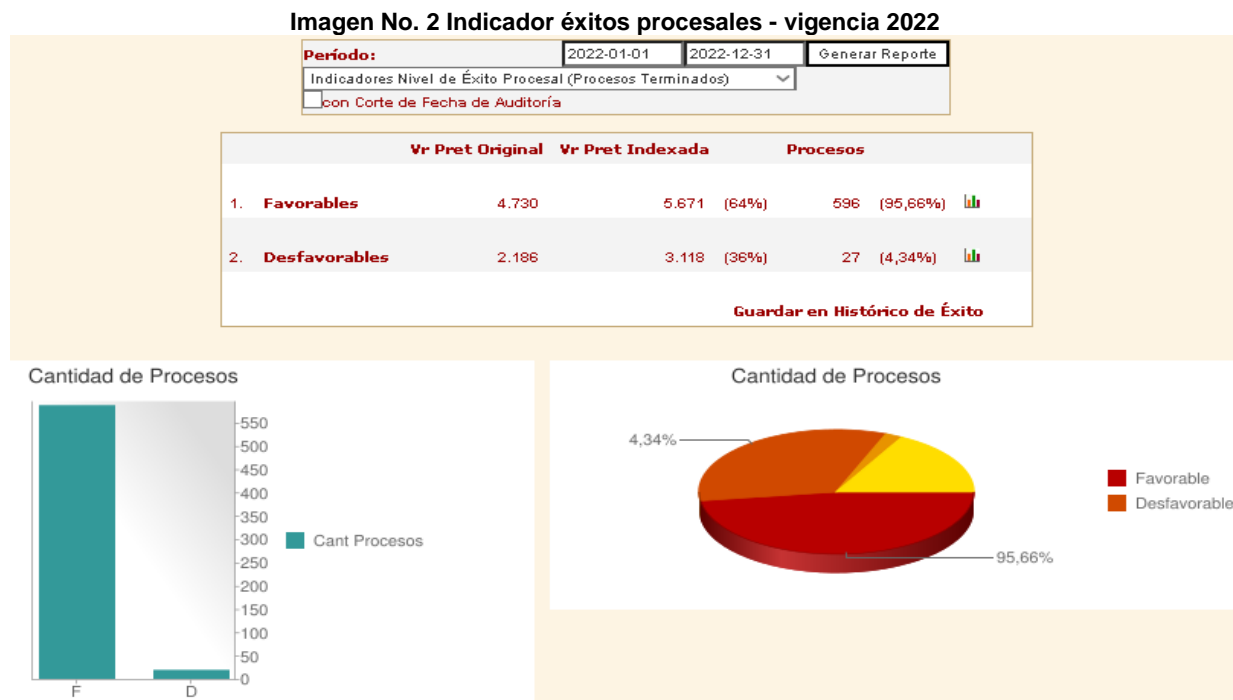 Imagen No. 2 Indicador éxitos procesales - vigencia 2022
Período: 2022-01-01 2022-12-31 Generar Reporte
Indicadores Nivel de Éxito Procesal (Procesos Terminados)
con Corte de Fecha de Auditoría
Vr Pret Original Vr Pret Indexada Procesos
1. Favorables 4.730 5.671 (64%) 596 (95,66%)
2. Desfavorables 2.186 3.118 (36%) 27 (4,34%)
Guardar en Histórico de Éxito
Cantidad de Procesos
550
500
450
400
350
300
250
200
150
100
50
0
F D
Cant Procesos
Cantidad de Procesos
4,34%
95,66%
Favorable
Desfavorable